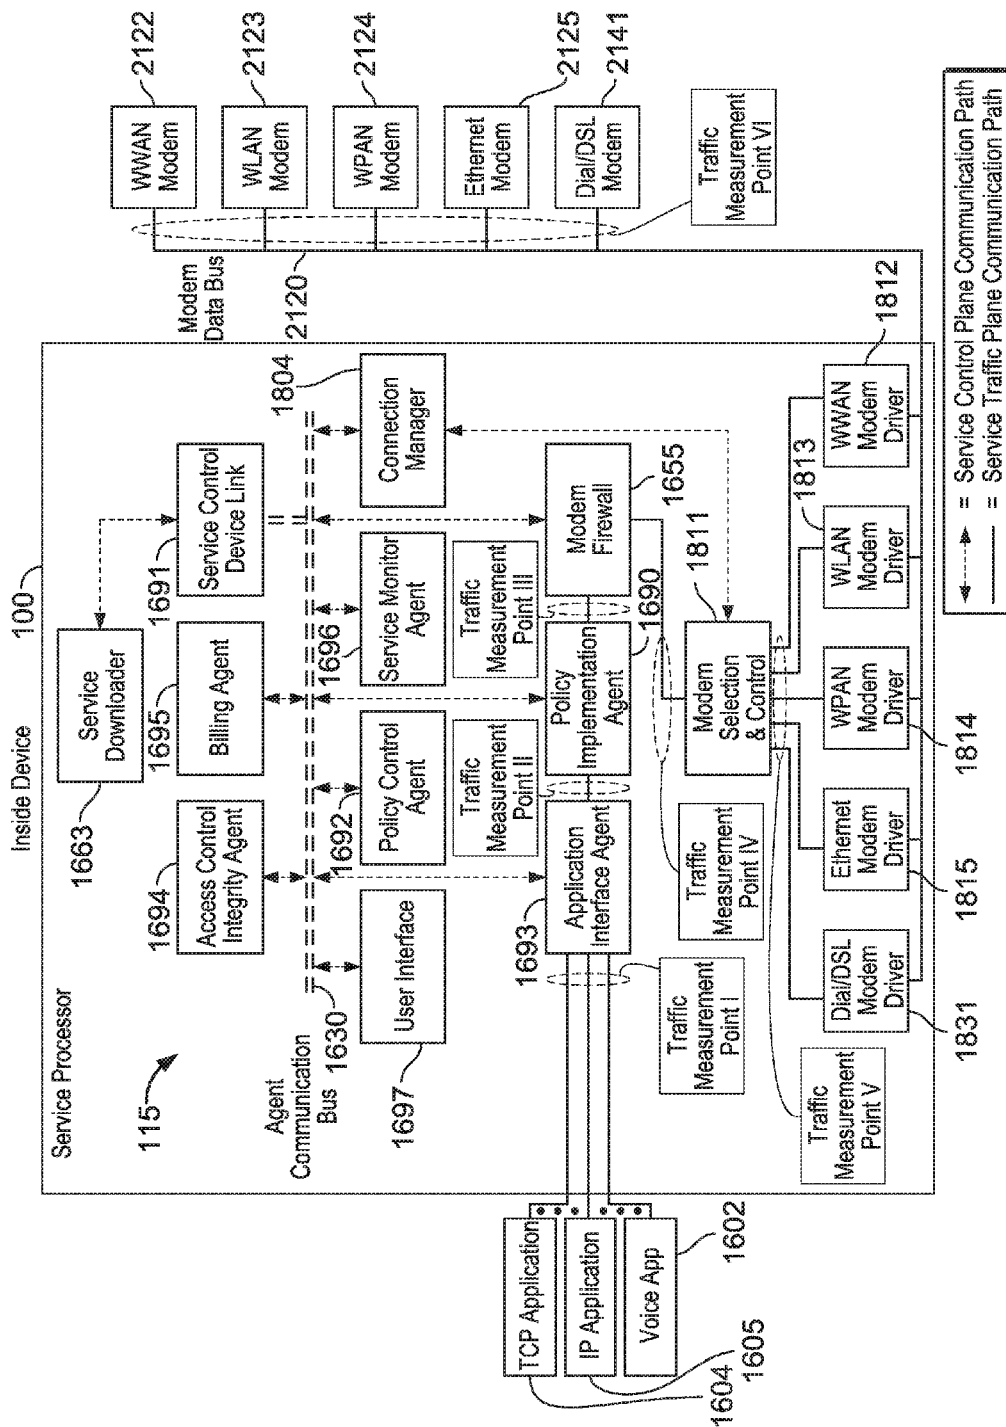 Inside Device
100
Service Processor
115
Service
Downloader
1663
Access Control
Integrity Agent
1694
Billing Agent
1695
Service Control
Device Link
1691
Agent
Communication
Bus
1630
User Interface
1697
Policy Control
Agent
1692
Service Monitor
Agent
1696
Connection
Manager
1804
Traffic
Measurement
Point II
Traffic
Measurement
Point III
Application
Interface Agent
1693
Policy
Implementation
Agent
1690
Modem
Firewall
1655
Traffic
Measurement
Point I
Traffic
Measurement
Point IV
Modem
Selection
& Control
1811
Traffic
Measurement
Point V
Dial/DSL
Modem
Driver
1831
Ethernet
Modem
Driver
1815
WPAN
Modem
Driver
1814
WLAN
Modem
Driver
1813
WWAN
Modem
Driver
1812
TCP Application
1604
IP Application
1605
Voice App
1602
Modem
Data Bus
2120
WWAN
Modem
2122
WLAN
Modem
2123
WPAN
Modem
2124
Ethernet
Modem
2125
Dial/DSL
Modem
2141
Traffic
Measurement
Point VI
= Service Control Plane Communication Path
= Service Traffic Plane Communication Path